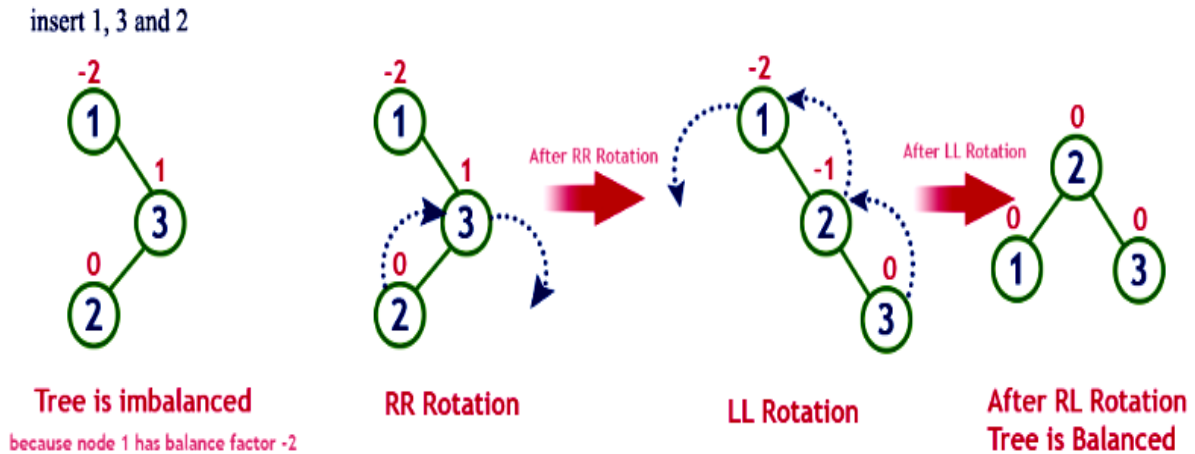 insert 1, 3 and 2
-2
1
1
3
0
2
Tree is imbalanced
because node 1 has balance factor -2
-2
1
1
3
0
2
RR Rotation
After RR Rotation
-2
1
-1
2
0
3
LL Rotation
After LL Rotation
0
2
0
1
0
3
After RL Rotation
Tree is Balanced